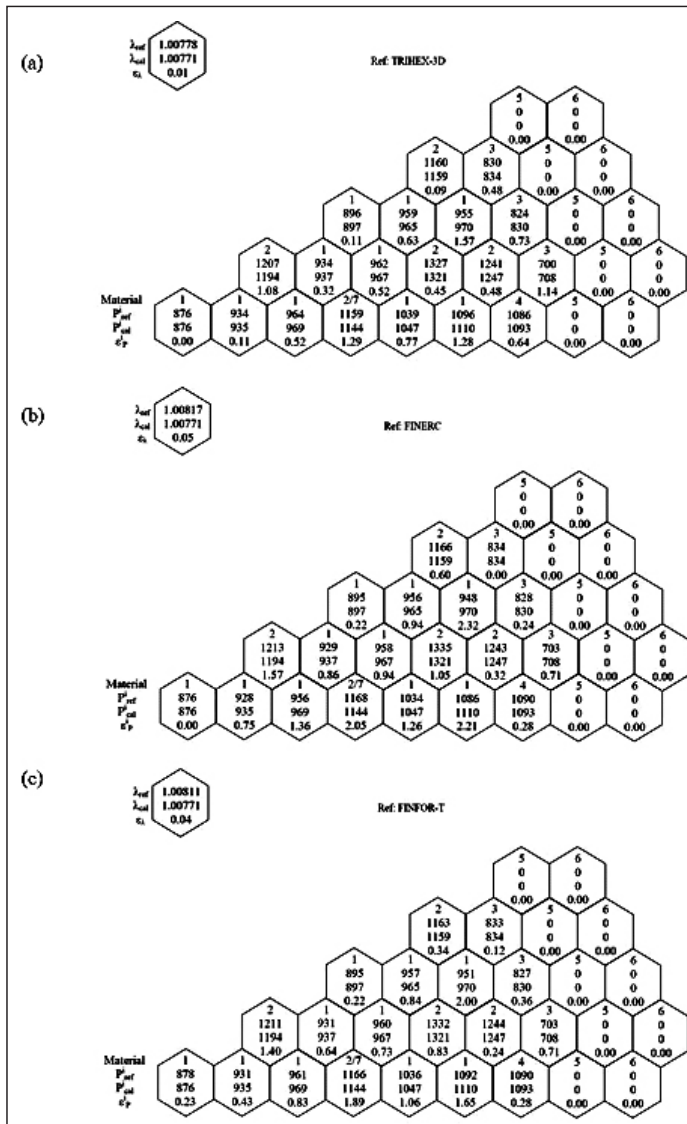 λref 1.00778
(a) λcal 1.00771 Ref: TRIHEX-3D
ελ 0.01
5 6
0 0
0 0
0.00 0.00
2 3 5 6
1160 830 0 0
1159 834 0 0
0.09 0.48 0.00 0.00
1 1 1 3 5 6
896 959 955 824 0 0
897 965 970 830 0 0
0.11 0.63 1.57 0.73 0.00 0.00
2 1 1 2 2 3 5 6
1207 934 962 1327 1241 700 0 0
1194 937 967 1321 1247 708 0 0
1.08 0.32 0.52 0.45 0.48 1.14 0.00 0.00
Material 1 1 1 2/7 1 1 4 5 6
Pⁱref 876 934 964 1159 1039 1096 1086 0 0
Pⁱcal 876 935 969 1144 1047 1110 1093 0 0
εⁱP 0.00 0.11 0.52 1.29 0.77 1.28 0.64 0.00 0.00
λref 1.00817
(b) λcal 1.00771 Ref: FINERC
ελ 0.05
5 6
0 0
0 0
0.00 0.00
2 3 5 6
1166 834 0 0
1159 834 0 0
0.60 0.00 0.00 0.00
1 1 1 3 5 6
895 956 948 828 0 0
897 965 970 830 0 0
0.22 0.94 2.32 0.24 0.00 0.00
2 1 1 2 2 3 5 6
1213 929 958 1335 1243 703 0 0
1194 937 967 1321 1247 708 0 0
1.57 0.86 0.94 1.05 0.32 0.71 0.00 0.00
Material 1 1 1 2/7 1 1 4 5 6
Pⁱref 876 928 956 1168 1034 1086 1090 0 0
Pⁱcal 876 935 969 1144 1047 1110 1093 0 0
εⁱP 0.00 0.75 1.36 2.05 1.26 2.21 0.28 0.00 0.00
(c) λref 1.00811
λcal 1.00771 Ref: FINFOR-T
ελ 0.04
5 6
0 0
0 0
0.00 0.00
2 3 5 6
1163 833 0 0
1159 834 0 0
0.34 0.12 0.00 0.00
1 1 1 3 5 6
895 957 951 827 0 0
897 965 970 830 0 0
0.22 0.84 2.00 0.36 0.00 0.00
2 1 1 2 2 3 5 6
1211 931 960 1332 1244 703 0 0
1194 937 967 1321 1247 708 0 0
1.40 0.64 0.73 0.83 0.24 0.71 0.00 0.00
Material 1 1 1 2/7 1 1 4 5 6
Pⁱref 878 931 961 1166 1036 1092 1090 0 0
Pⁱcal 876 935 969 1144 1047 1110 1093 0 0
εⁱP 0.23 0.43 0.83 1.89 1.06 1.65 0.28 0.00 0.00